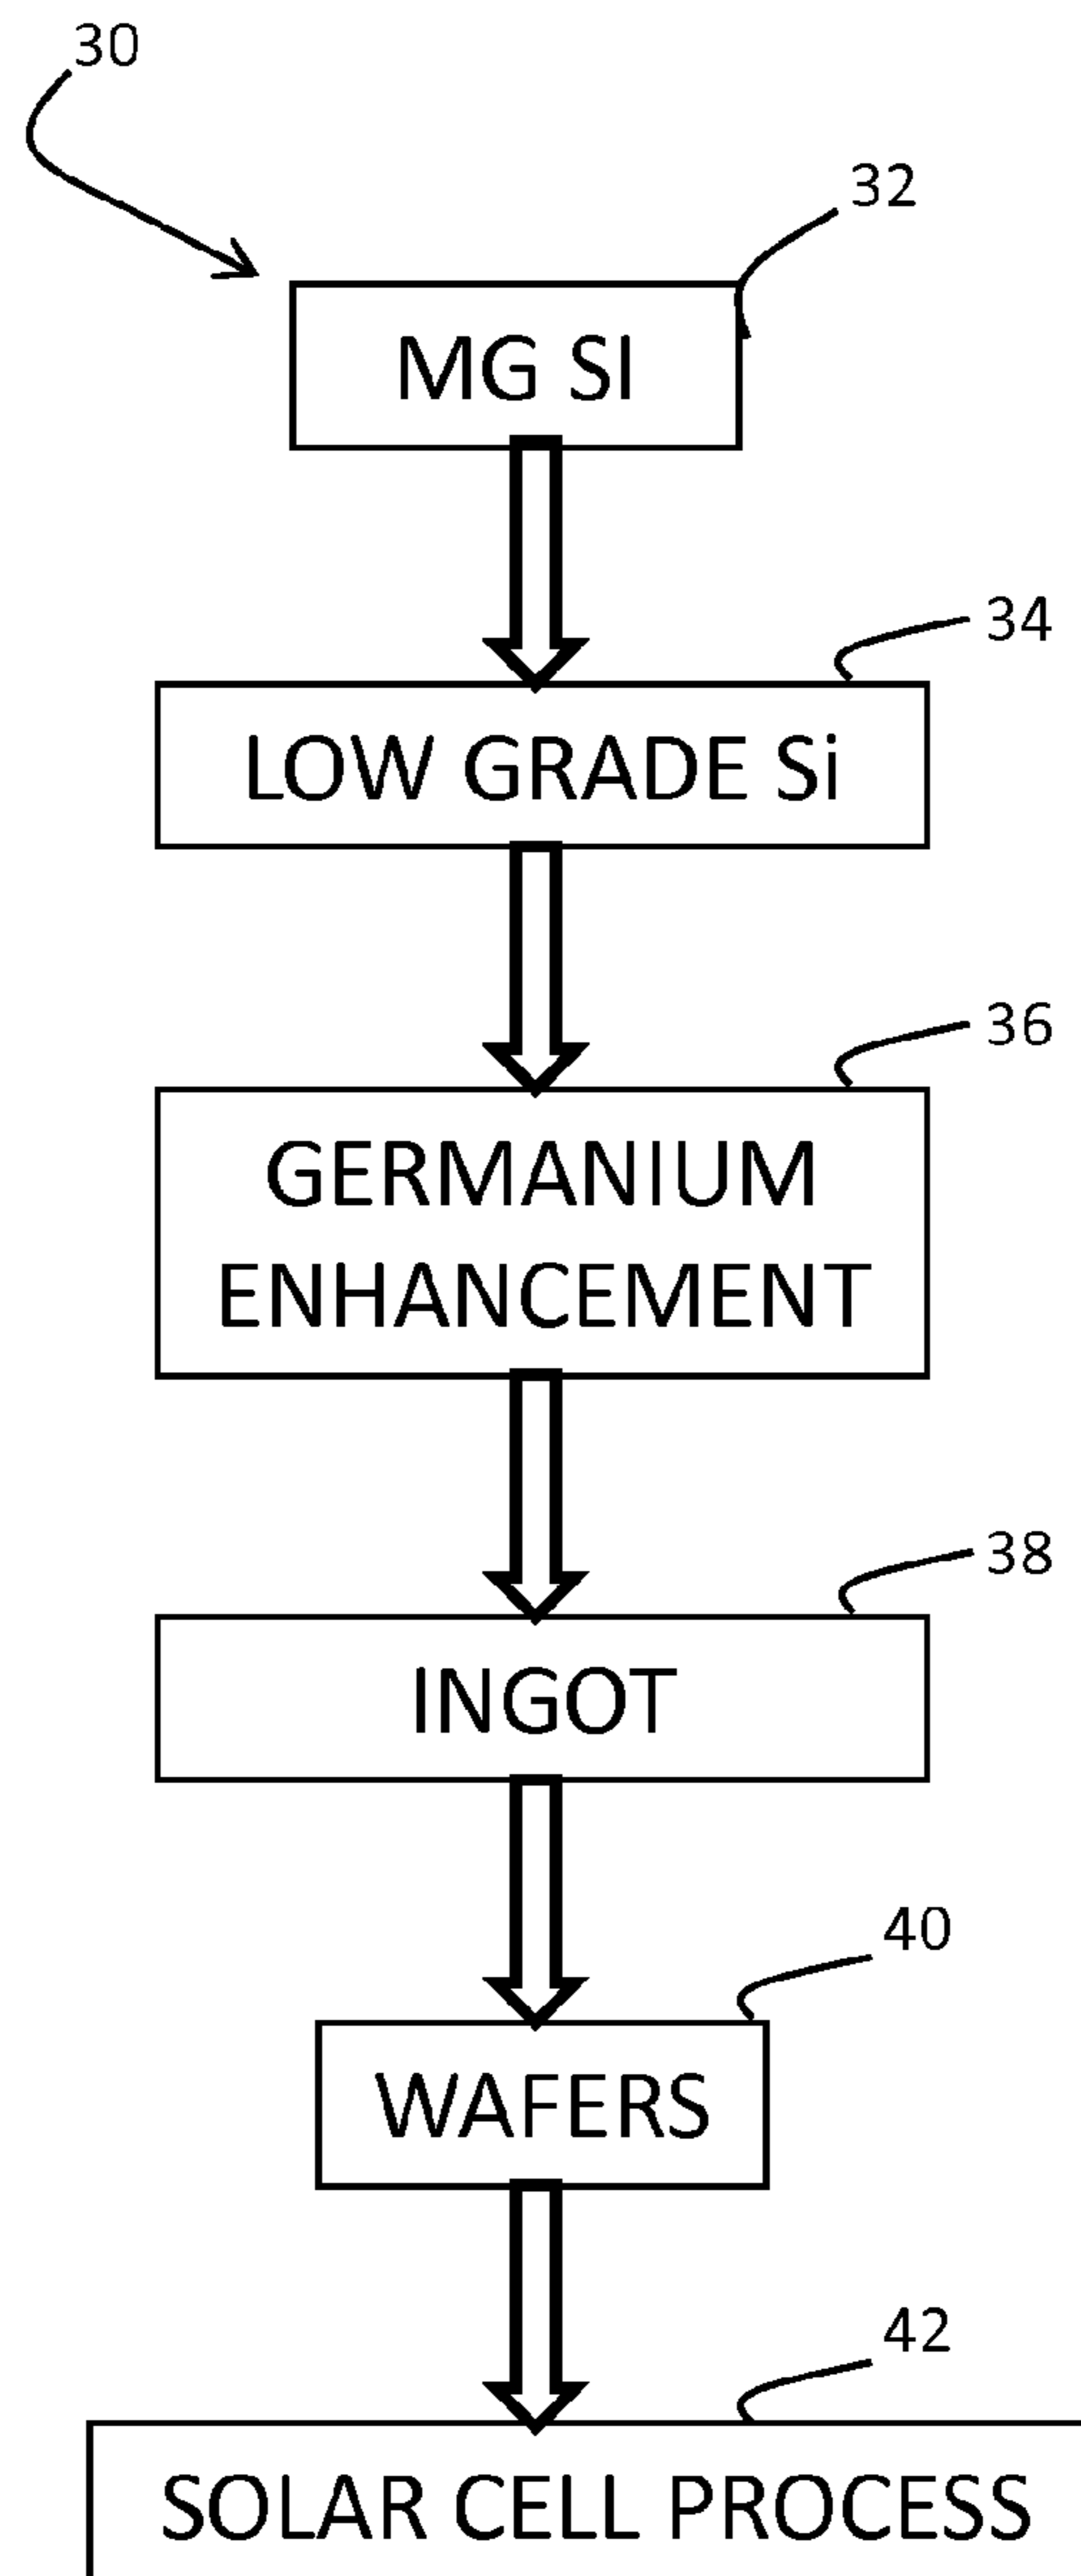 30
32
MG SI
34
LOW GRADE Si
36
GERMANIUM
ENHANCEMENT
38
INGOT
40
WAFERS
42
SOLAR CELL PROCESS